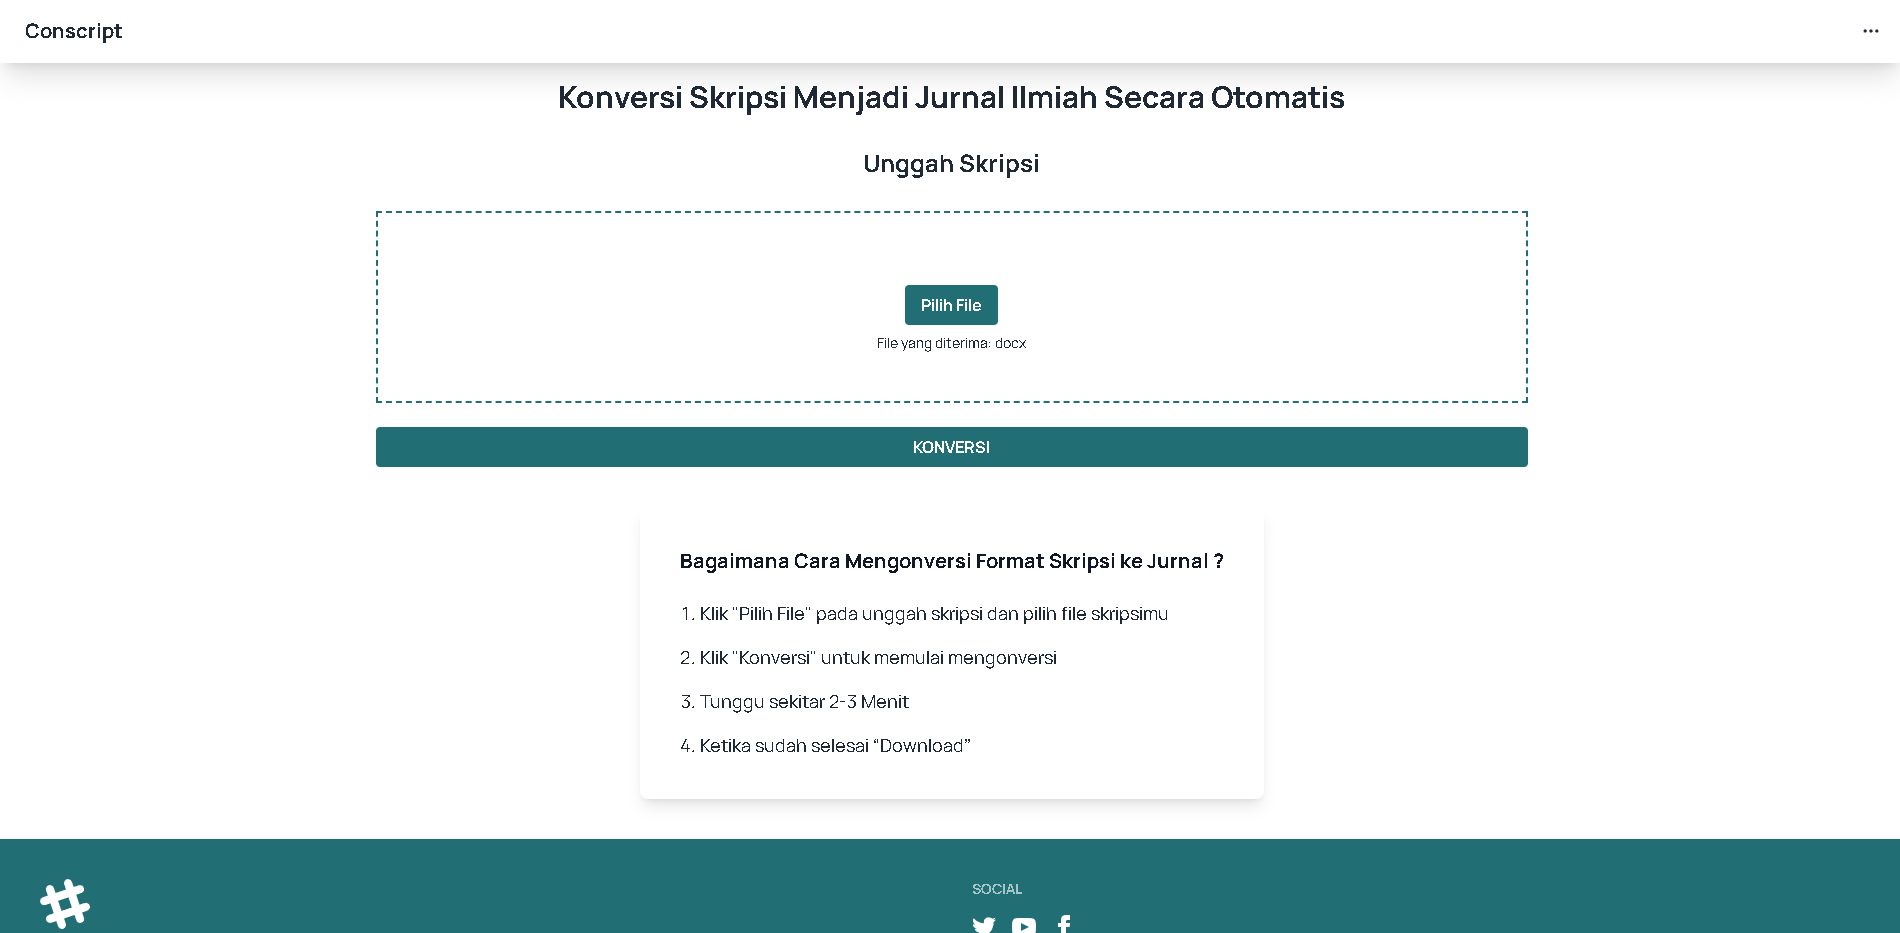 Conscript
Konversi Skripsi Menjadi Jurnal Ilmiah Secara Otomatis
Unggah Skripsi
Pilih File
File yang diterima: docx
KONVERSI
Bagaimana Cara Mengonversi Format Skripsi ke Jurnal ?
1. Klik "Pilih File" pada unggah skripsi dan pilih file skripsimu
2. Klik "Konversi" untuk memulai mengonversi
3. Tunggu sekitar 2-3 Menit
4. Ketika sudah selesai “Download”
SOCIAL